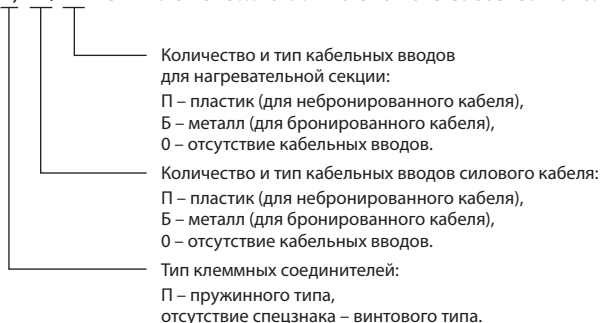 Количество и тип кабельных вводов
для нагревательной секции:
П – пластик (для небронированного кабеля),
Б – металл (для бронированного кабеля),
0 – отсутствие кабельных вводов.
Количество и тип кабельных вводов силового кабеля:
П – пластик (для небронированного кабеля),
Б – металл (для бронированного кабеля),
0 – отсутствие кабельных вводов.
Тип клеммных соединителей:
П – пружинного типа,
отсутствие спецзнака – винтового типа.